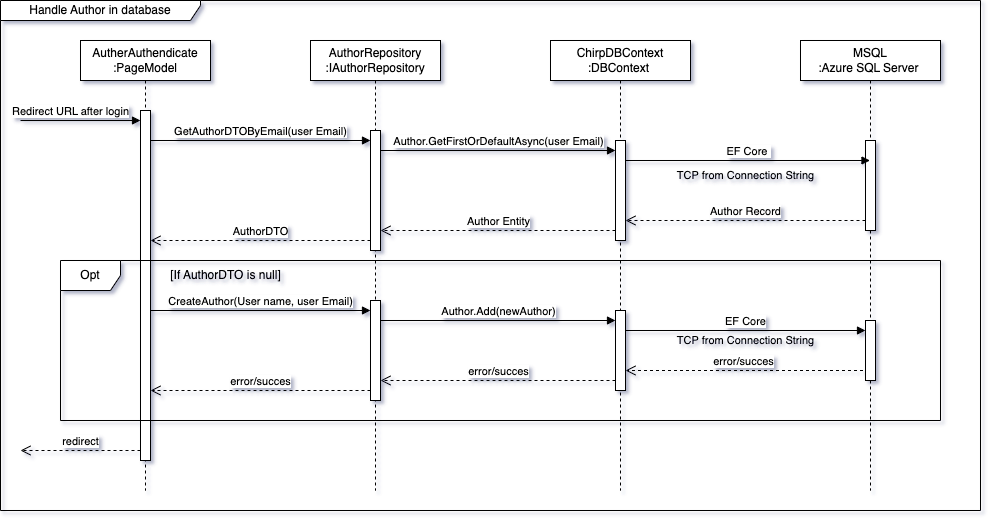 Handle Author in database
AutherAuthendicate
:PageModel
AuthorRepository
:IAuthorRepository
ChirpDBContext
:DBContext
MSQL
:Azure SQL Server
Redirect URL after login
GetAuthorDTOByEmail(user Email)
Author.GetFirstOrDefaultAsync(user Email)
EF Core
TCP from Connection String
Author Record
Author Entity
AuthorDTO
Opt
[If AuthorDTO is null]
CreateAuthor(User name, user Email)
Author.Add(newAuthor)
EF Core
TCP from Connection String
error/succes
error/succes
error/succes
redirect